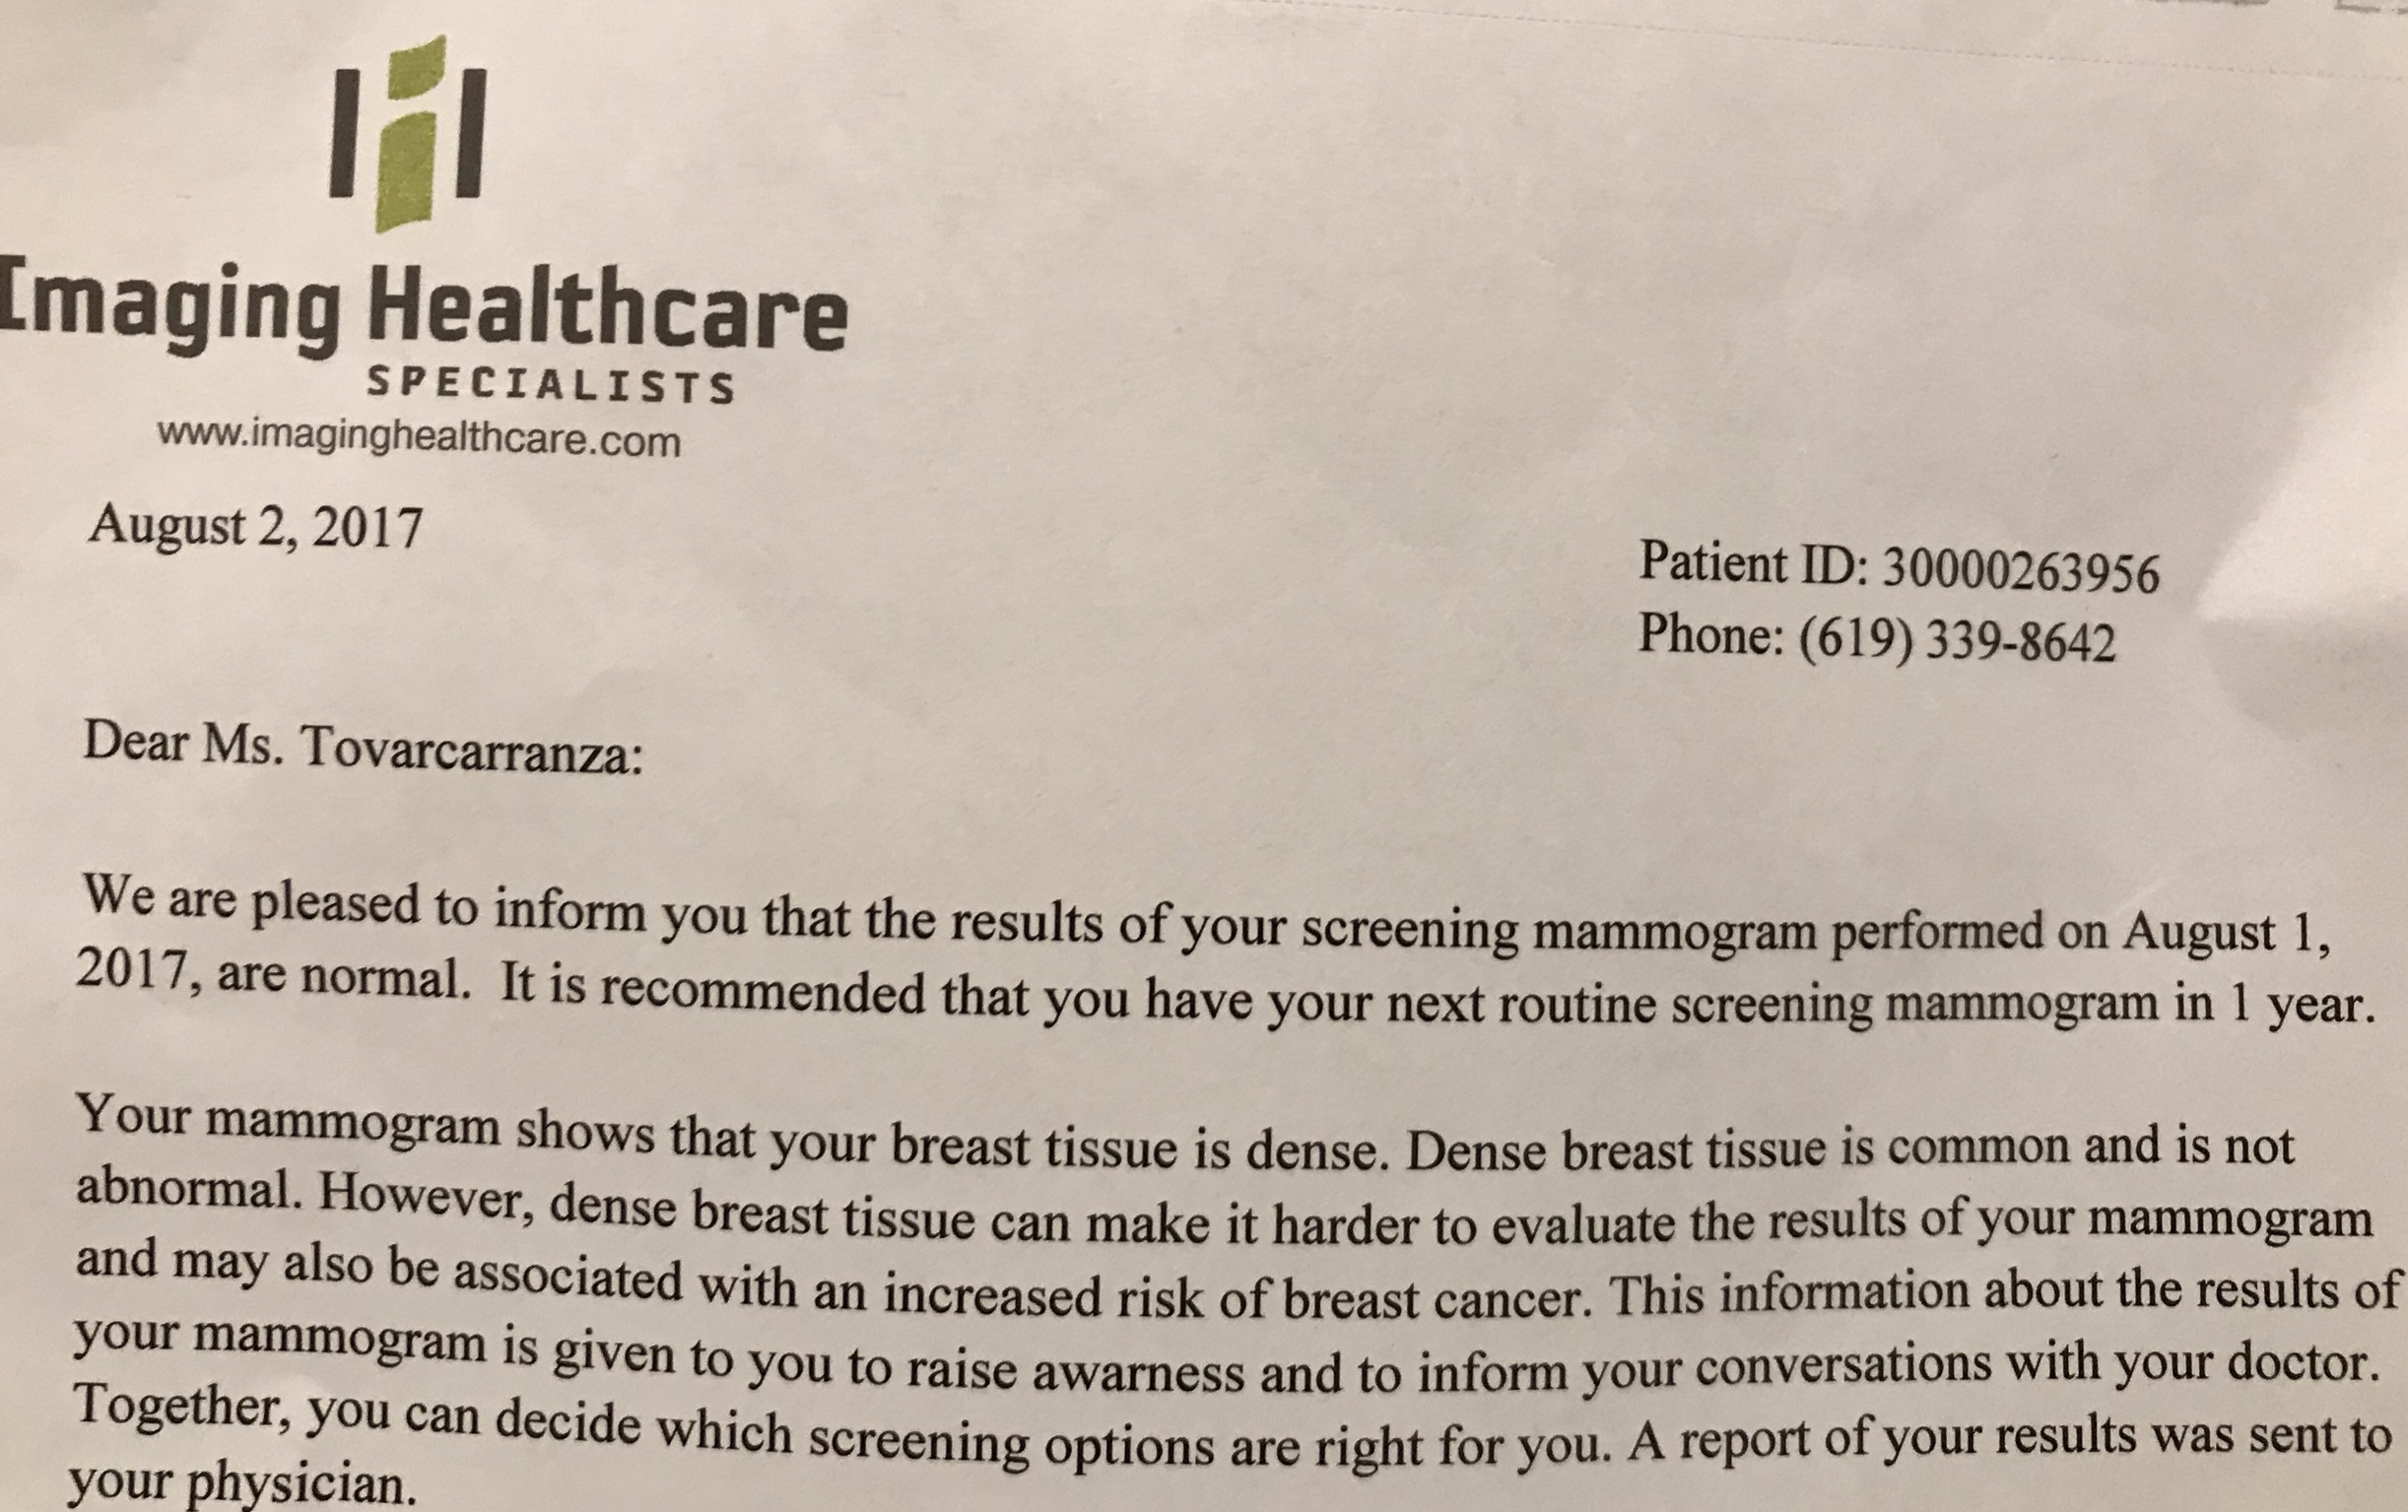 Imaging Healthcare
SPECIALISTS
www.imaginghealthcare.com
August 2, 2017
Patient ID: 30000263956
Phone: (619) 339-8642
Dear Ms. Tovarcarranza:
We are pleased to inform you that the results of your screening mammogram performed on August 1,
2017, are normal.  It is recommended that you have your next routine screening mammogram in 1 year.
Your mammogram shows that your breast tissue is dense. Dense breast tissue is common and is not
abnormal. However, dense breast tissue can make it harder to evaluate the results of your mammogram
and may also be associated with an increased risk of breast cancer. This information about the results of
your mammogram is given to you to raise awarness and to inform your conversations with your doctor.
Together, you can decide which screening options are right for you. A report of your results was sent to
your physician.